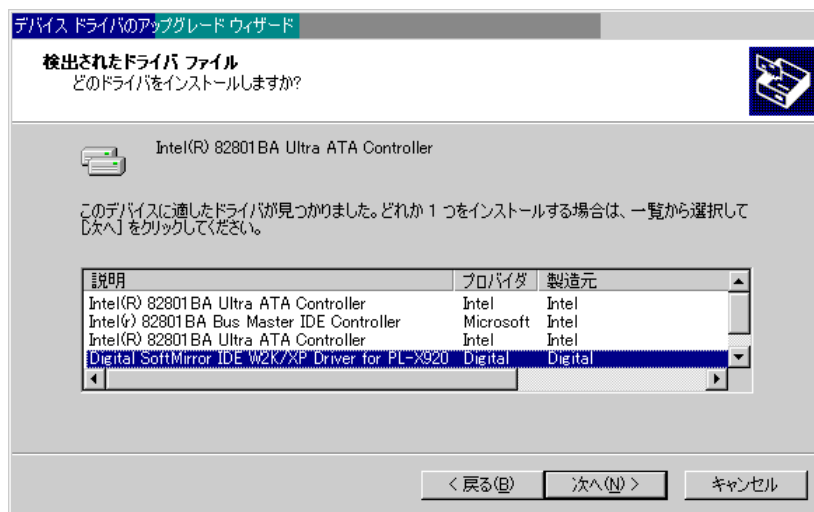 デバイス ドライバのアップグレード ウィザード
検出されたドライバ ファイル
どのドライバをインストールしますか?
Intel(R) 82801BA Ultra ATA Controller
このデバイスに適したドライバが見つかりました。どれか 1 つをインストールする場合は、一覧から選択して
[次へ] をクリックしてください。
説明 プロバイダ 製造元
Intel(R) 82801BA Ultra ATA Controller Intel Intel
Intel(r) 82801BA Bus Master IDE Controller Microsoft Intel
Intel(R) 82801BA Ultra ATA Controller Intel Intel
Digital SoftMirror IDE W2K/XP Driver for PL-X920 Digital Digital
< 戻る(B) 次へ(N) > キャンセル